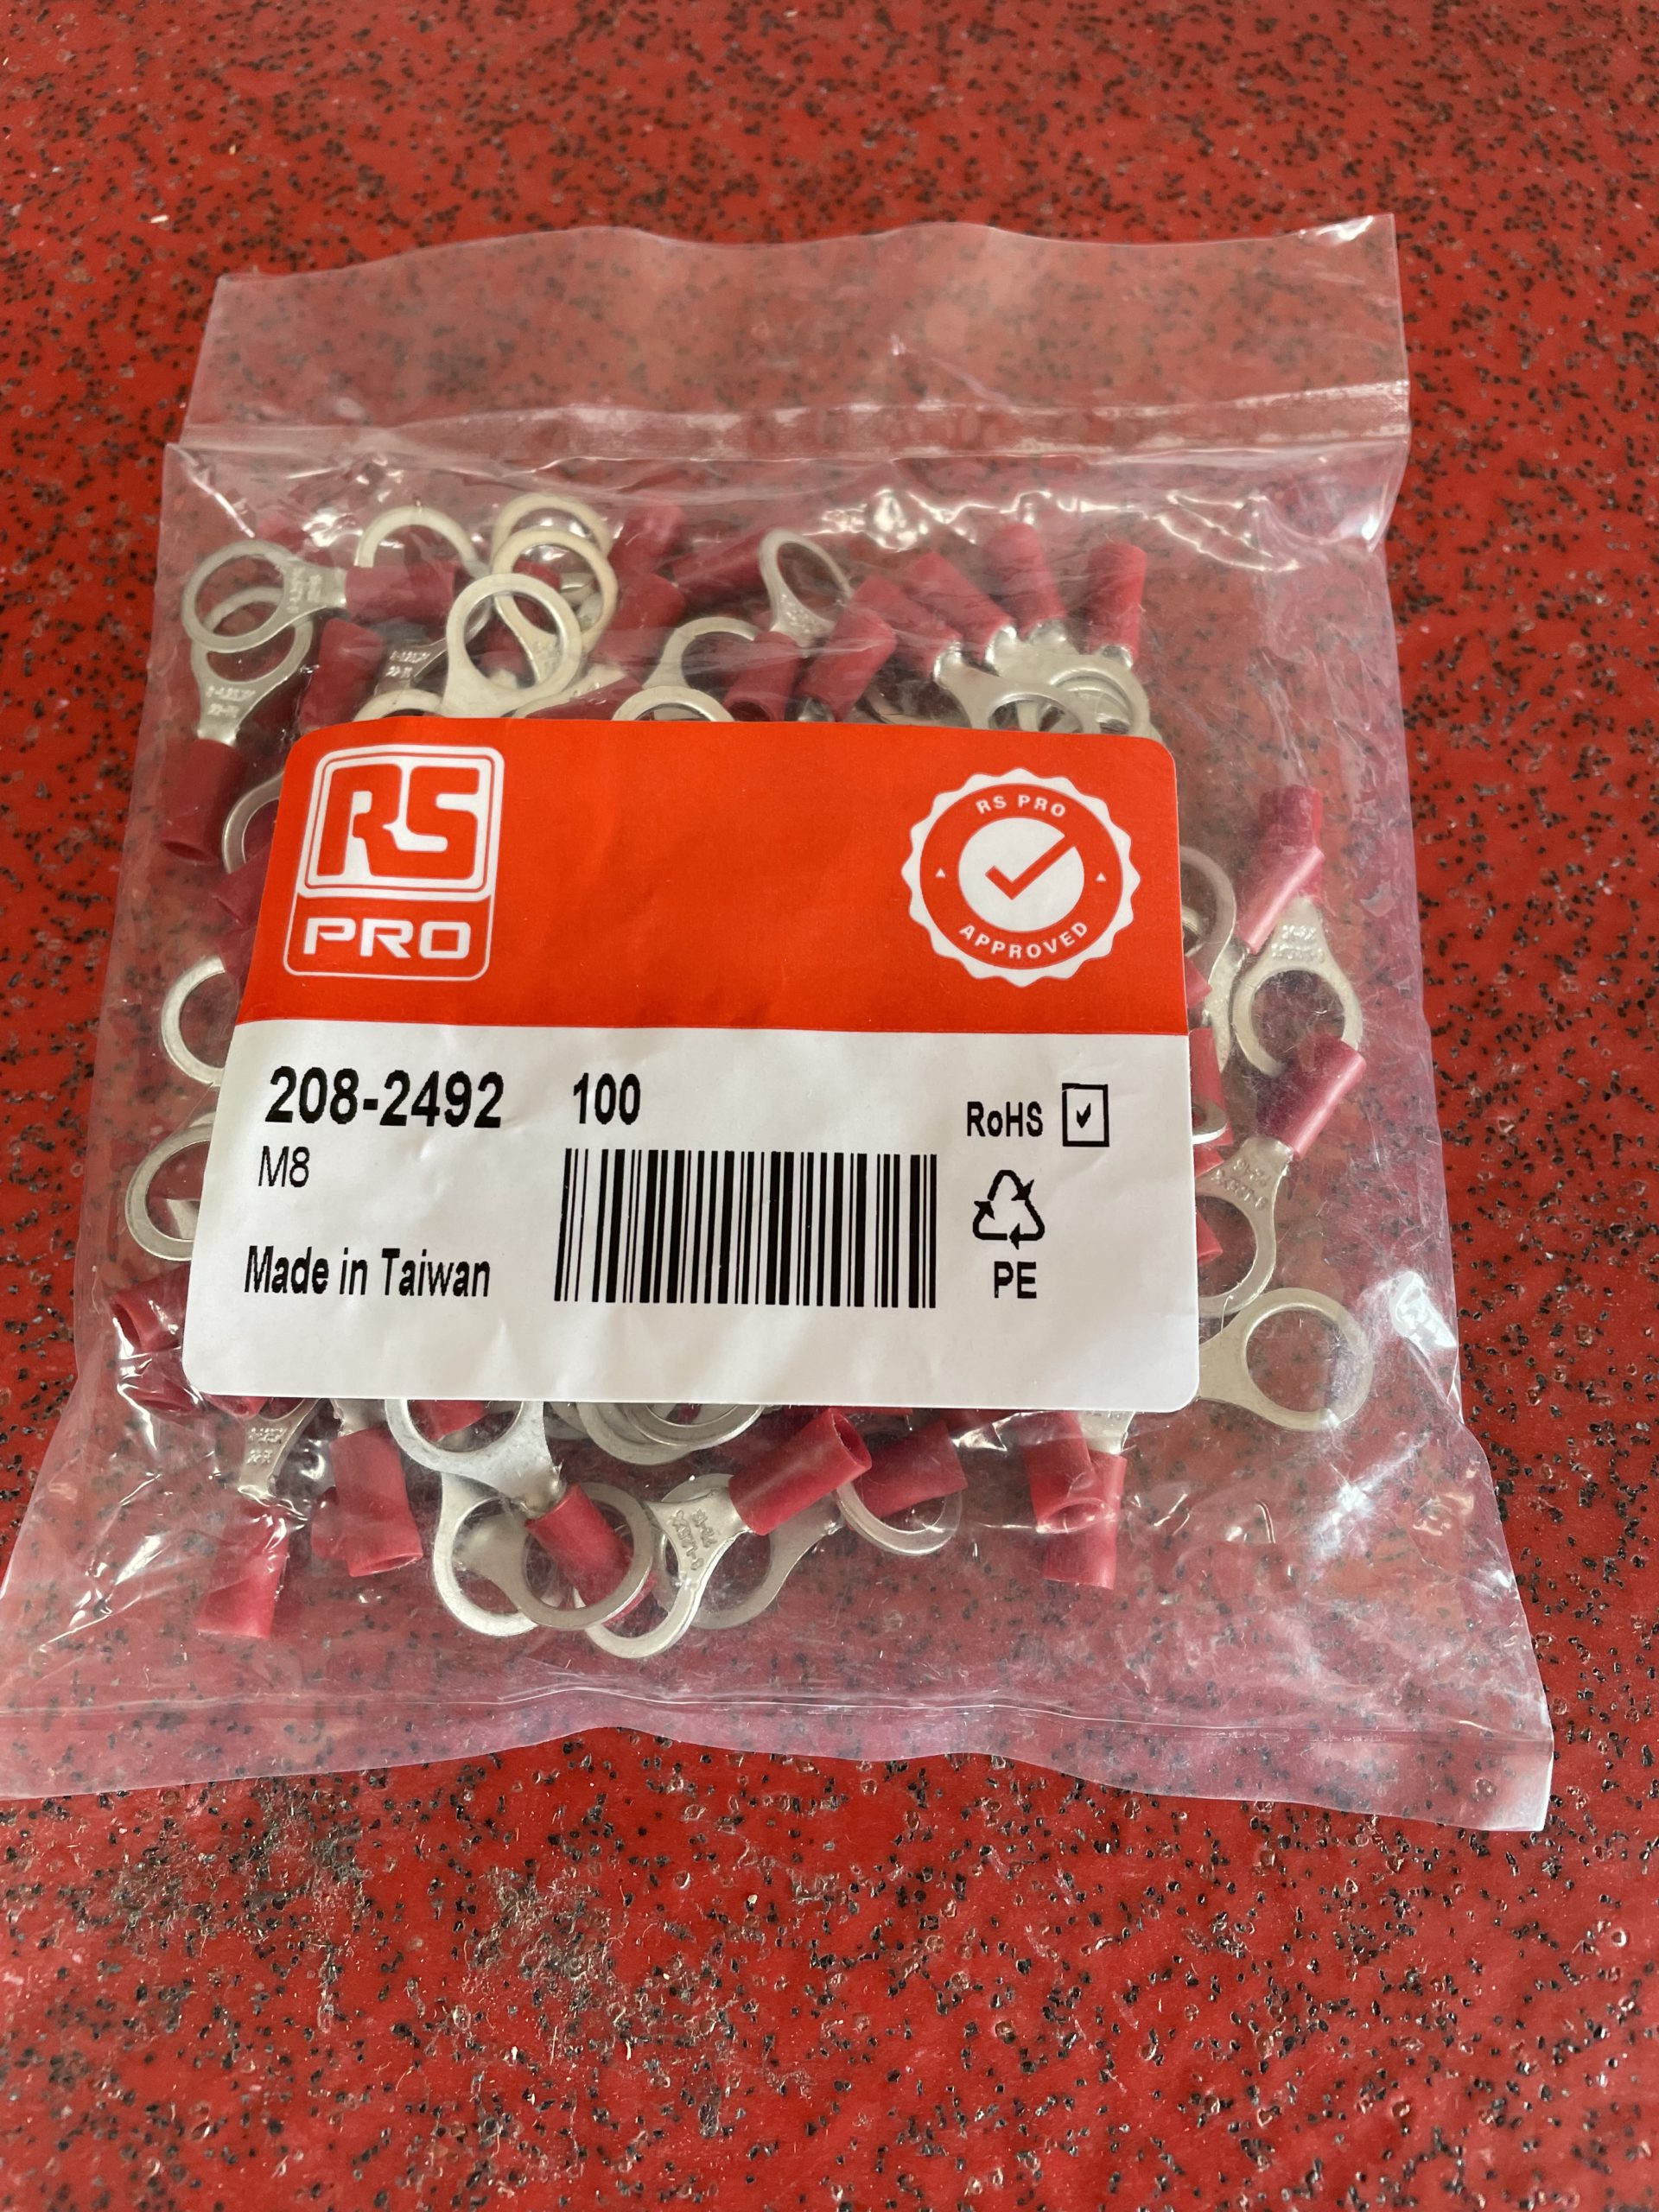 RS
PRO
RS PRO
APPROVED
208-2492 100
M8
RoHS
Made in Taiwan
PE